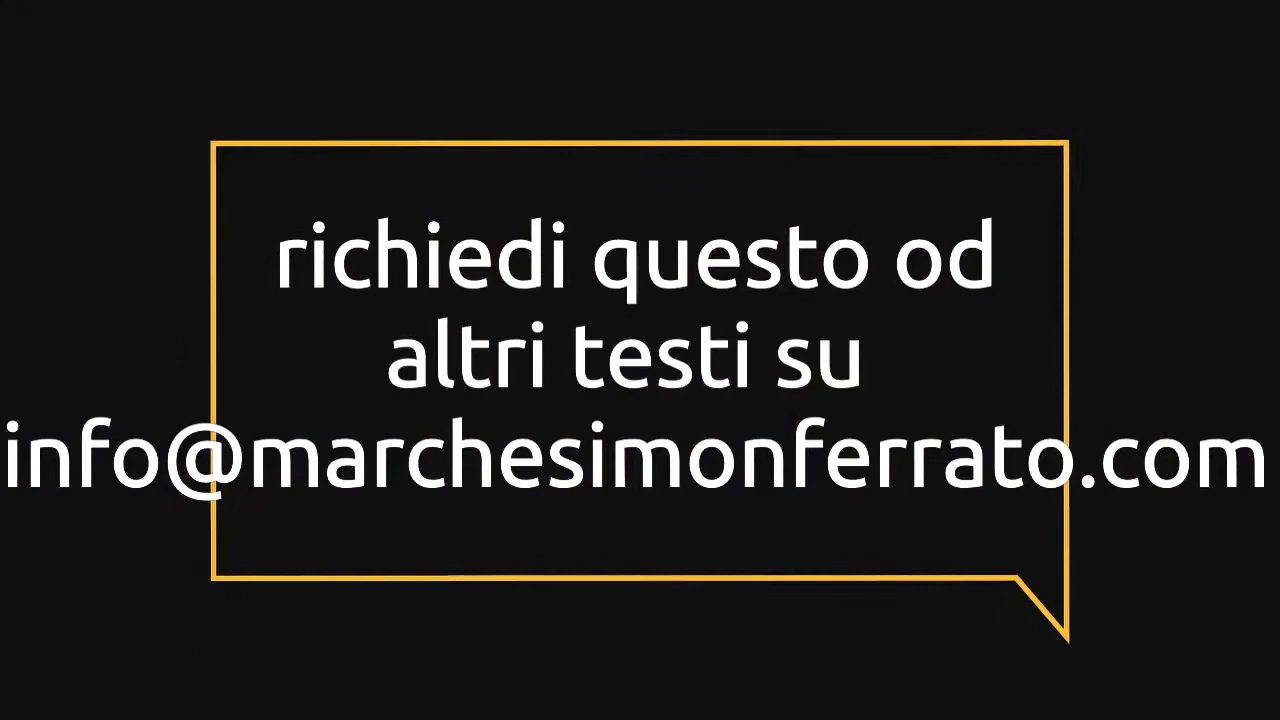 richiedi questo od
altri testi su
info@marchesimonferrato.com